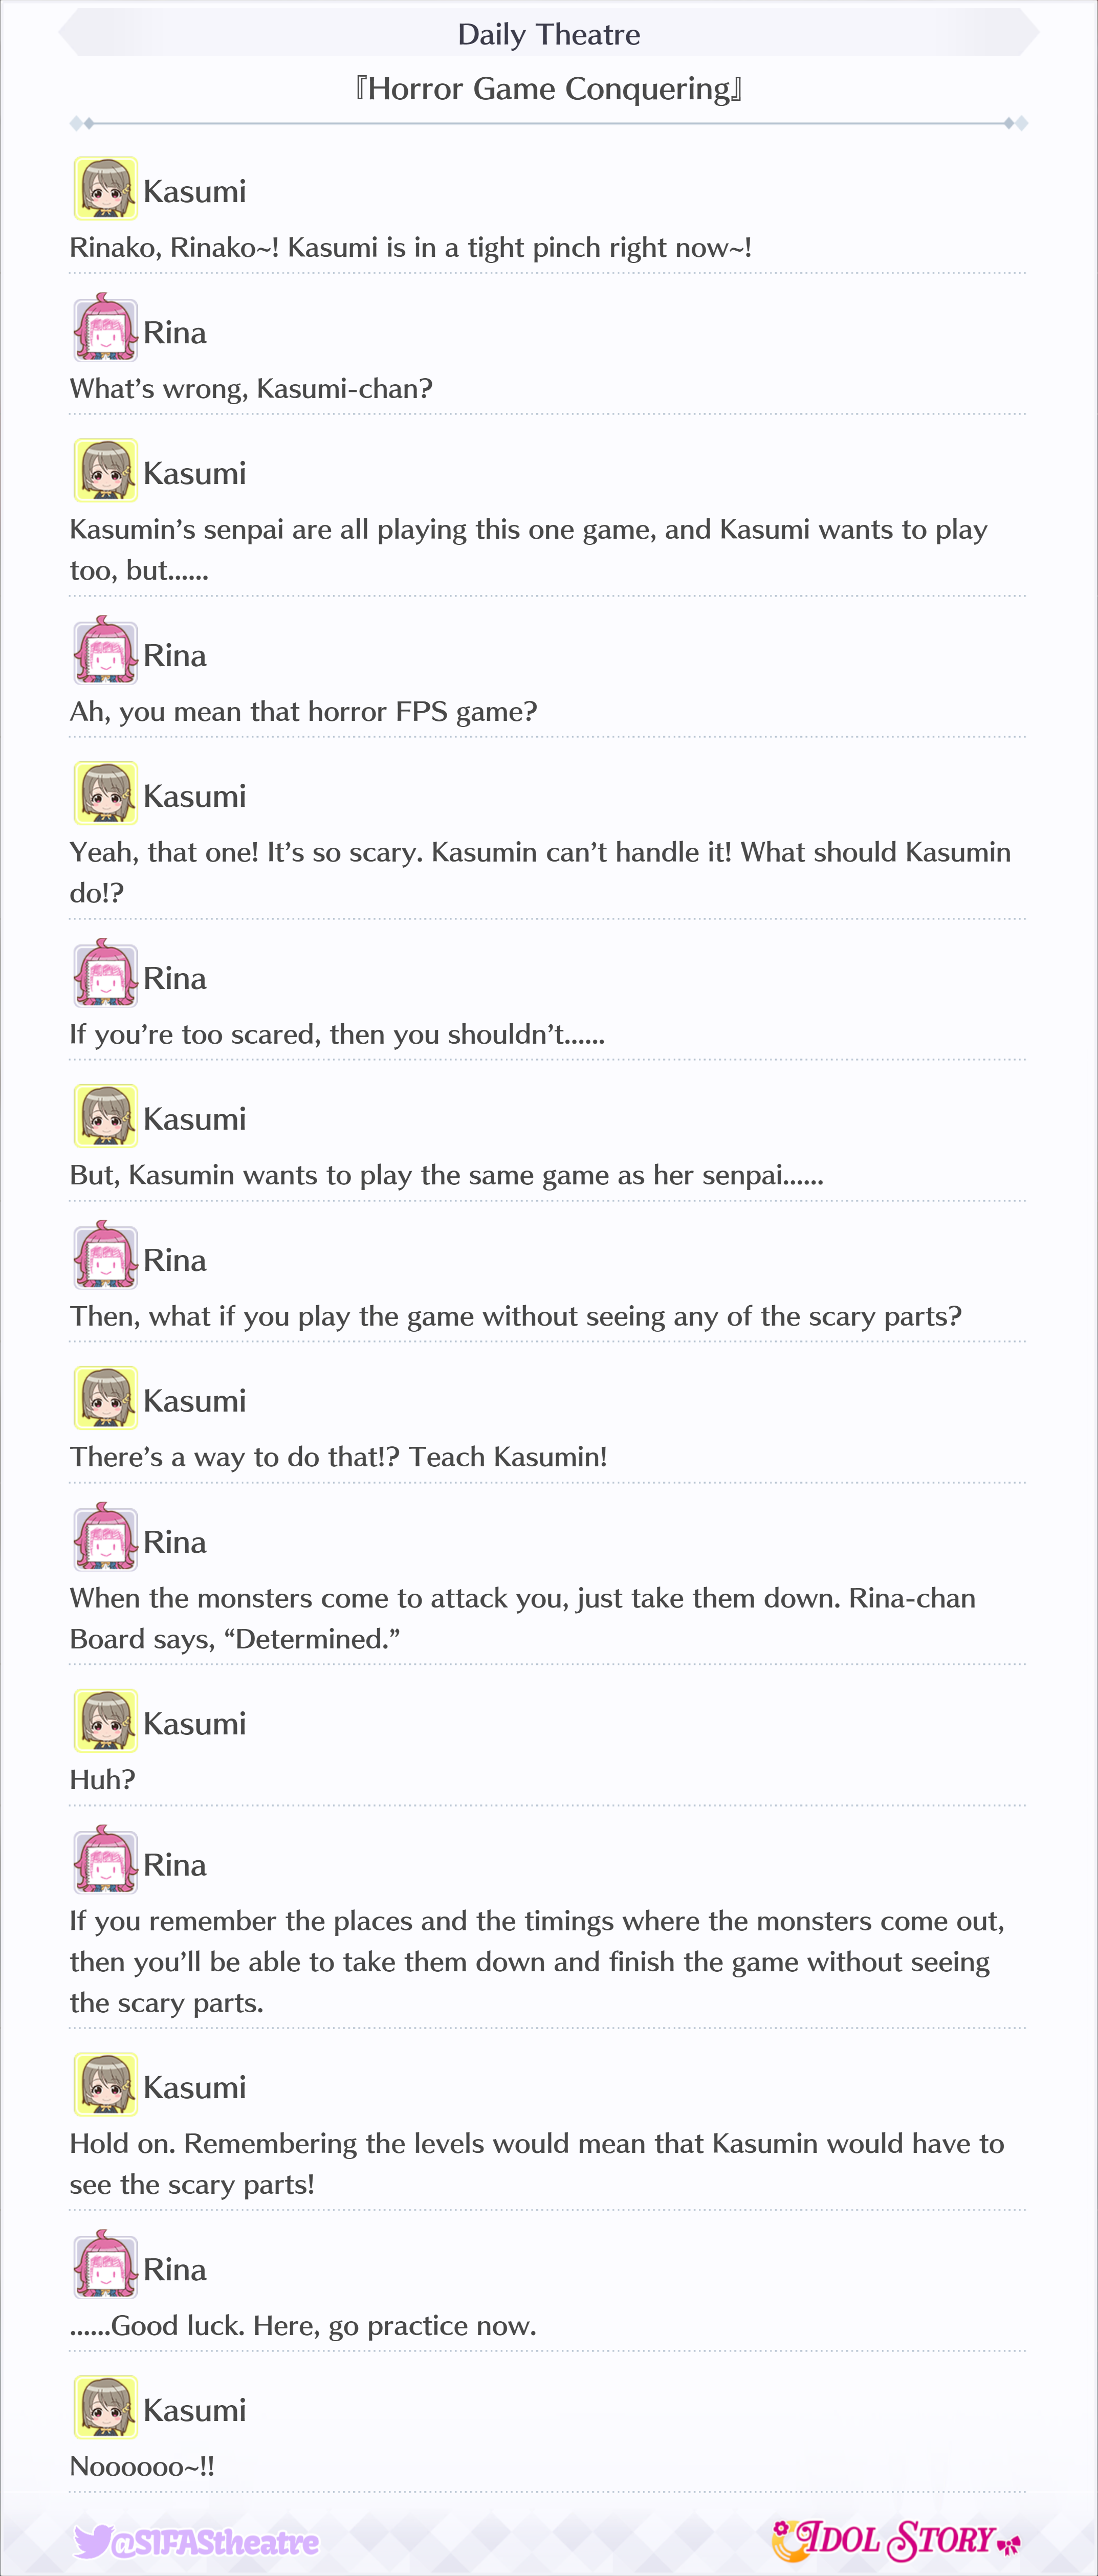 Daily Theatre
『Horror Game Conquering』
Kasumi
Rinako, Rinako~! Kasumi is in a tight pinch right now~!
Rina
What's wrong, Kasumi-chan?
Kasumi
Kasumin's senpai are all playing this one game, and Kasumi wants to play
too, but......
Rina
Ah, you mean that horror FPS game?
Kasumi
Yeah, that one! It's so scary. Kasumin can't handle it! What should Kasumin
do!?
Rina
If you're too scared, then you shouldn't......
Kasumi
But, Kasumin wants to play the same game as her senpai......
Rina
Then, what if you play the game without seeing any of the scary parts?
Kasumi
There's a way to do that!? Teach Kasumin!
Rina
When the monsters come to attack you, just take them down. Rina-chan
Board says, “Determined.”
Kasumi
Huh?
Rina
If you remember the places and the timings where the monsters come out,
then you'll be able to take them down and finish the game without seeing
the scary parts.
Kasumi
Hold on. Remembering the levels would mean that Kasumin would have to
see the scary parts!
Rina
......Good luck. Here, go practice now.
Kasumi
Noooooo~!!
@SIFAStheatre
IDOL STORY